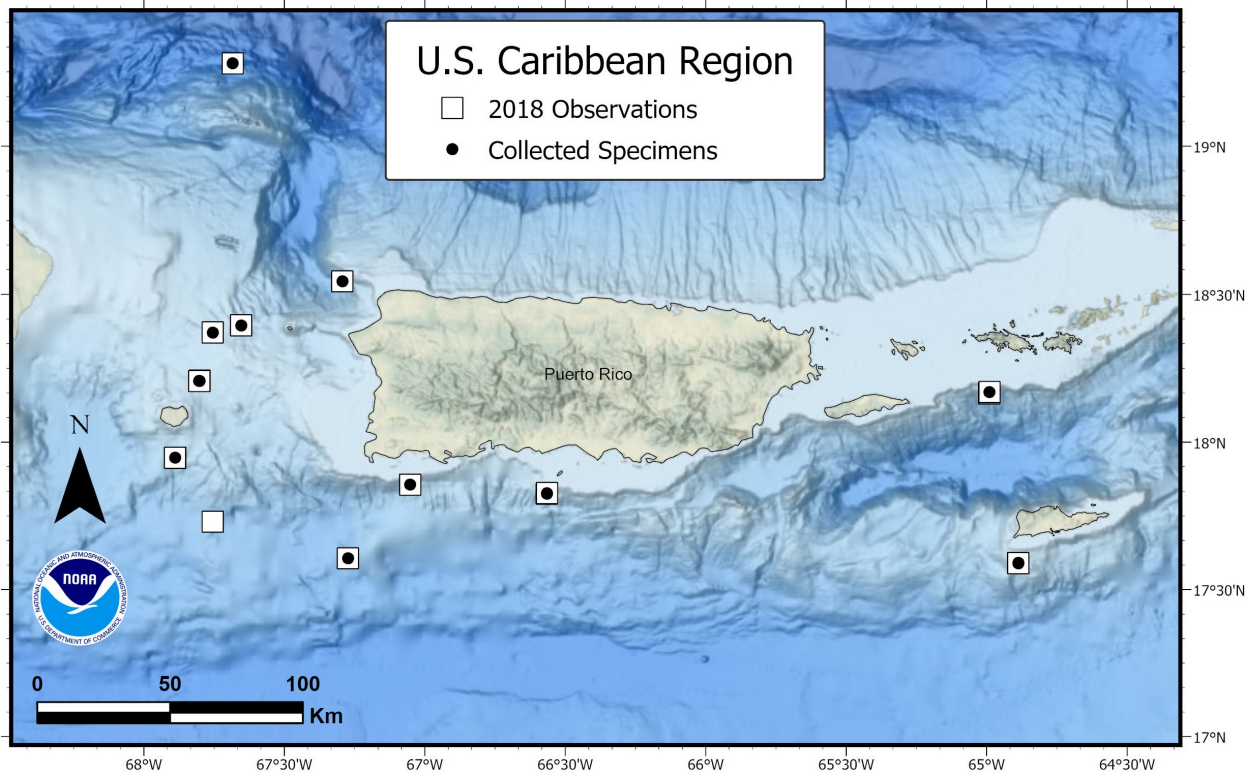 U.S. Caribbean Region
2018 Observations
Collected Specimens
19°N
18°30'N
Puerto Rico
N
18°N
NATIONAL OCEANIC AND ATMOSPHERIC ADMINISTRATION
NOAA
U.S. DEPARTMENT OF COMMERCE
17°30'N
0 50 100
Km
17°N
68°W 67°30'W 67°W 66°30'W 66°W 65°30'W 65°W 64°30'W